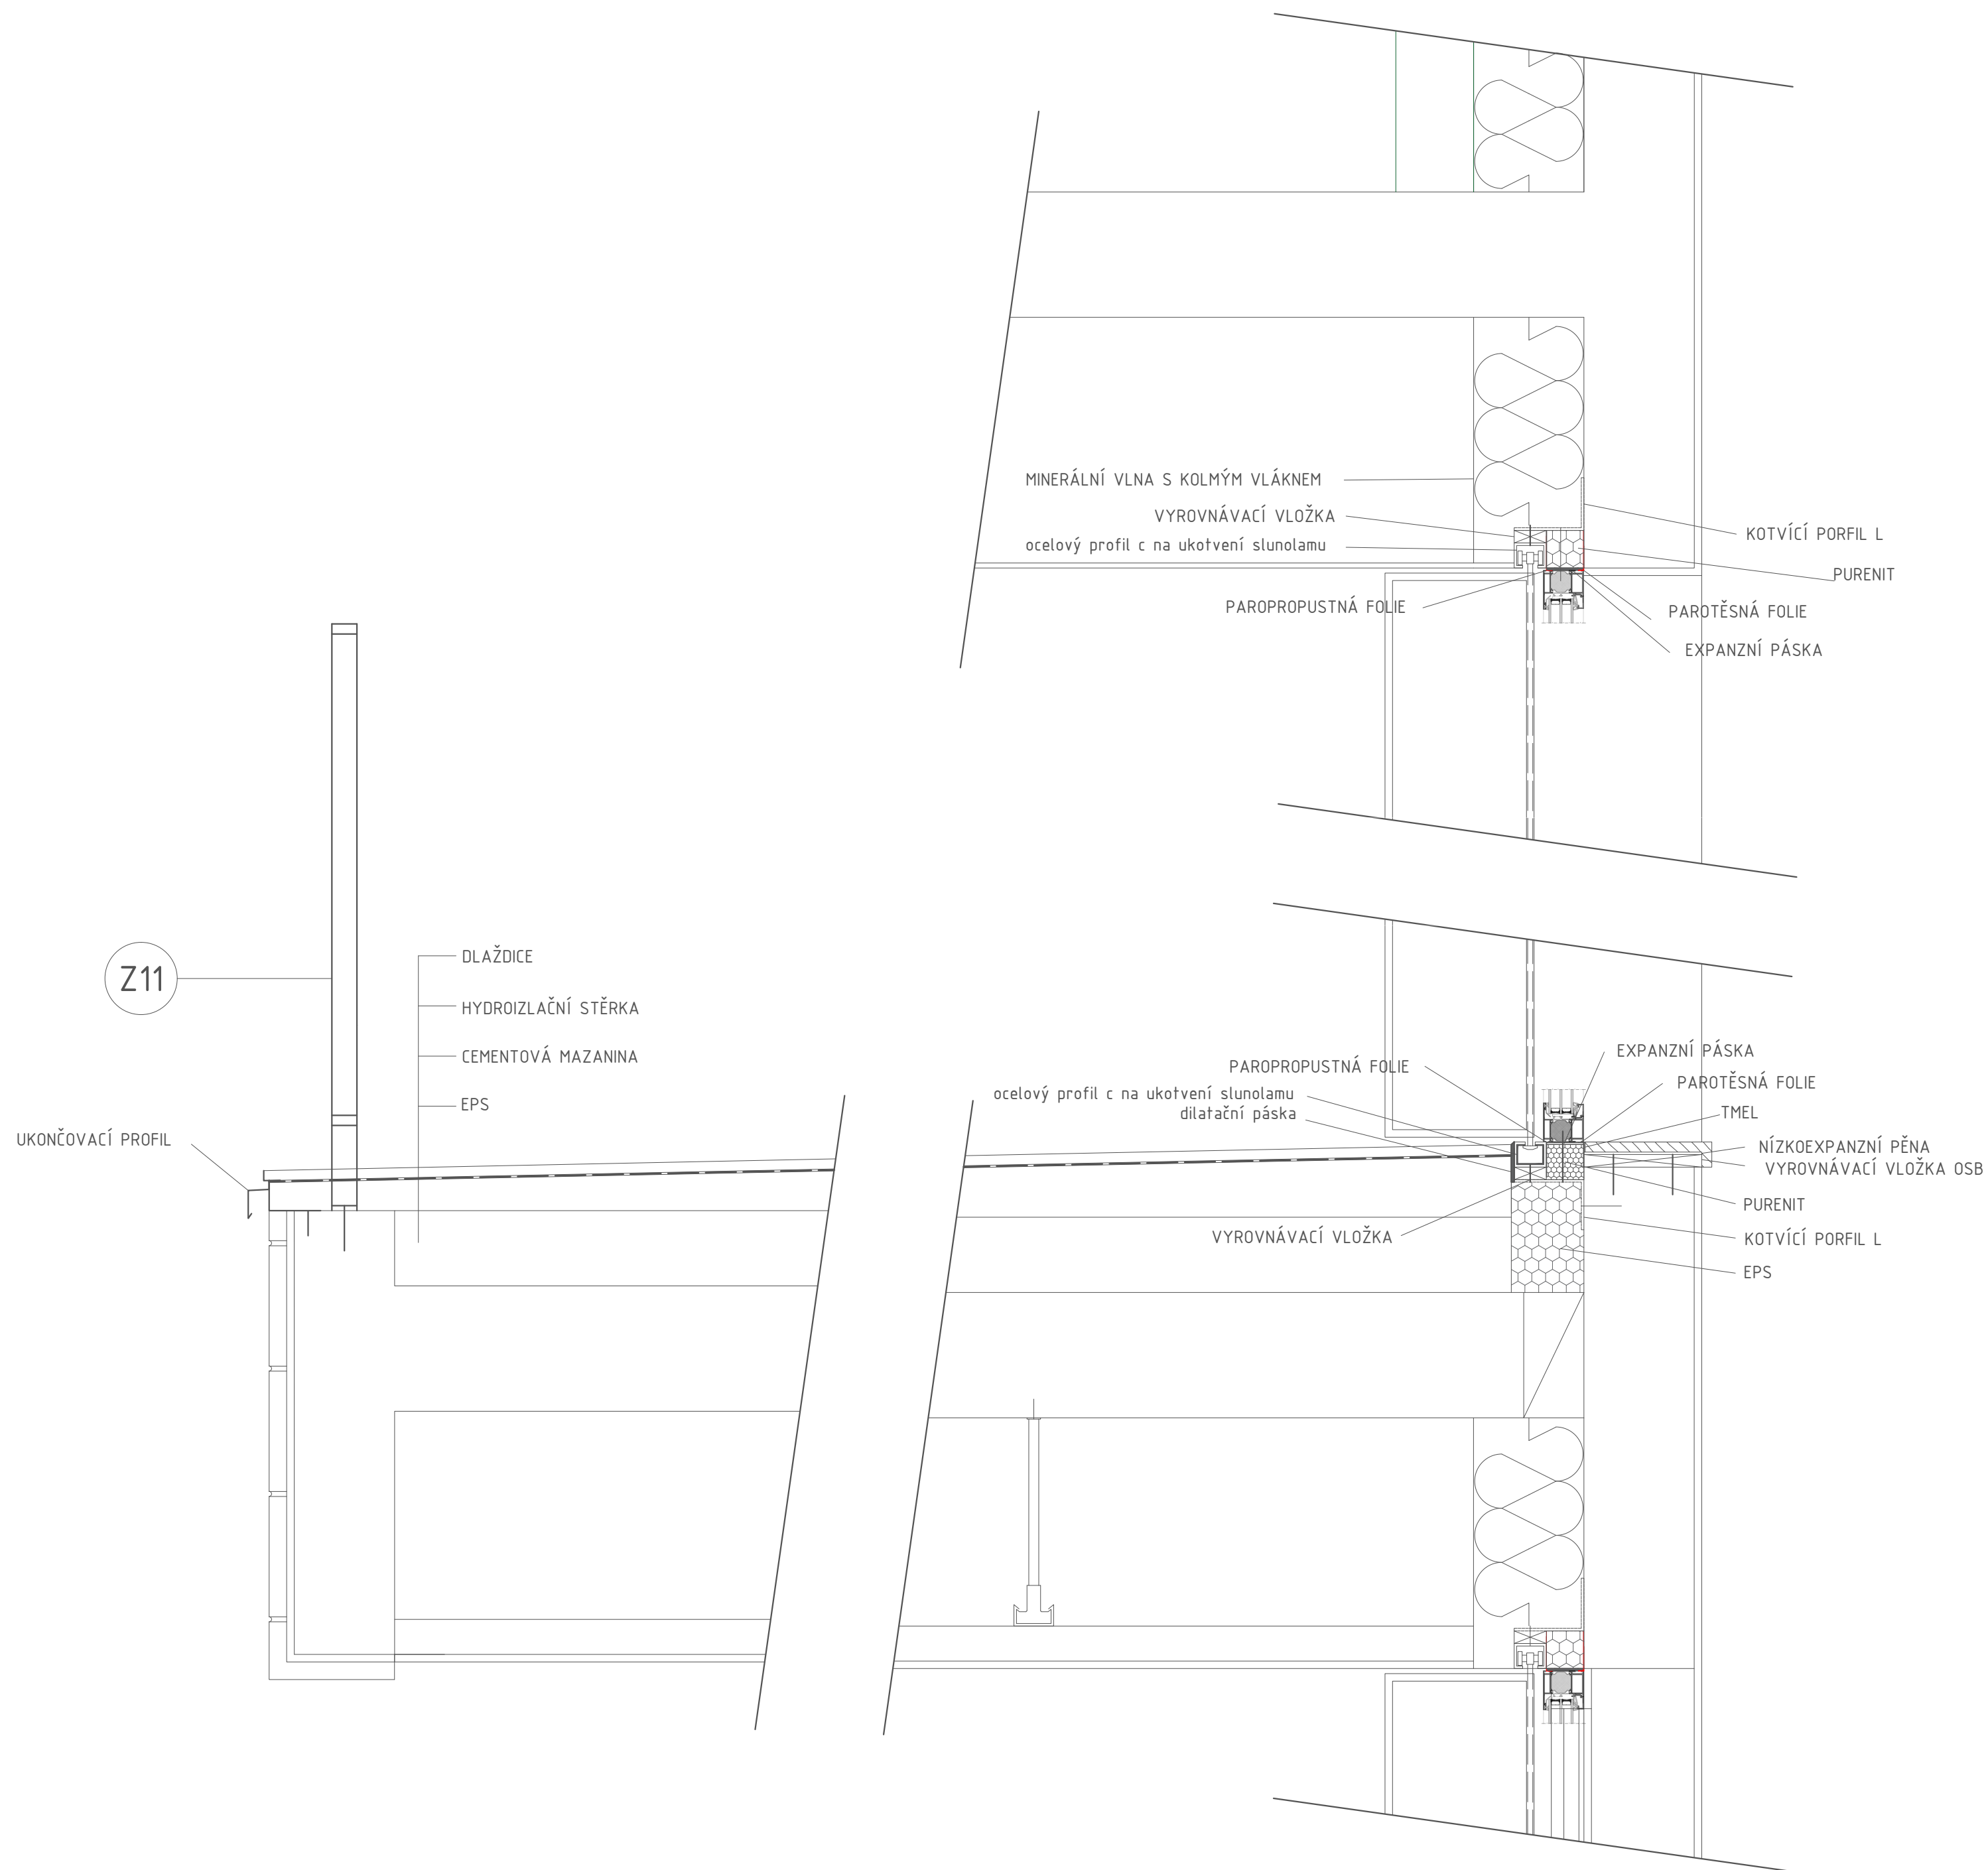 MINERÁLNÍ VLNA S KOLMÝM VLÁKNEM
VYROVNÁVACÍ VLOŽKA
ocelový profil c na ukotvení slunolamu
PAROPROPUSTNÁ FOLIE
KOTVÍCÍ PORFIL L
PURENIT
PAROTĚSNÁ FOLIE
EXPANZNÍ PÁSKA
Z11
DLAŽDICE
HYDROIZLAČNÍ STĚRKA
CEMENTOVÁ MAZANINA
EPS
UKONČOVACÍ PROFIL
PAROPROPUSTNÁ FOLIE
ocelový profil c na ukotvení slunolamu
dilatační páska
VYROVNÁVACÍ VLOŽKA
EXPANZNÍ PÁSKA
PAROTĚSNÁ FOLIE
TMEL
NÍZKOEXPANZNÍ PĚNA
VYROVNÁVACÍ VLOŽKA OSB
PURENIT
KOTVÍCÍ PORFIL L
EPS